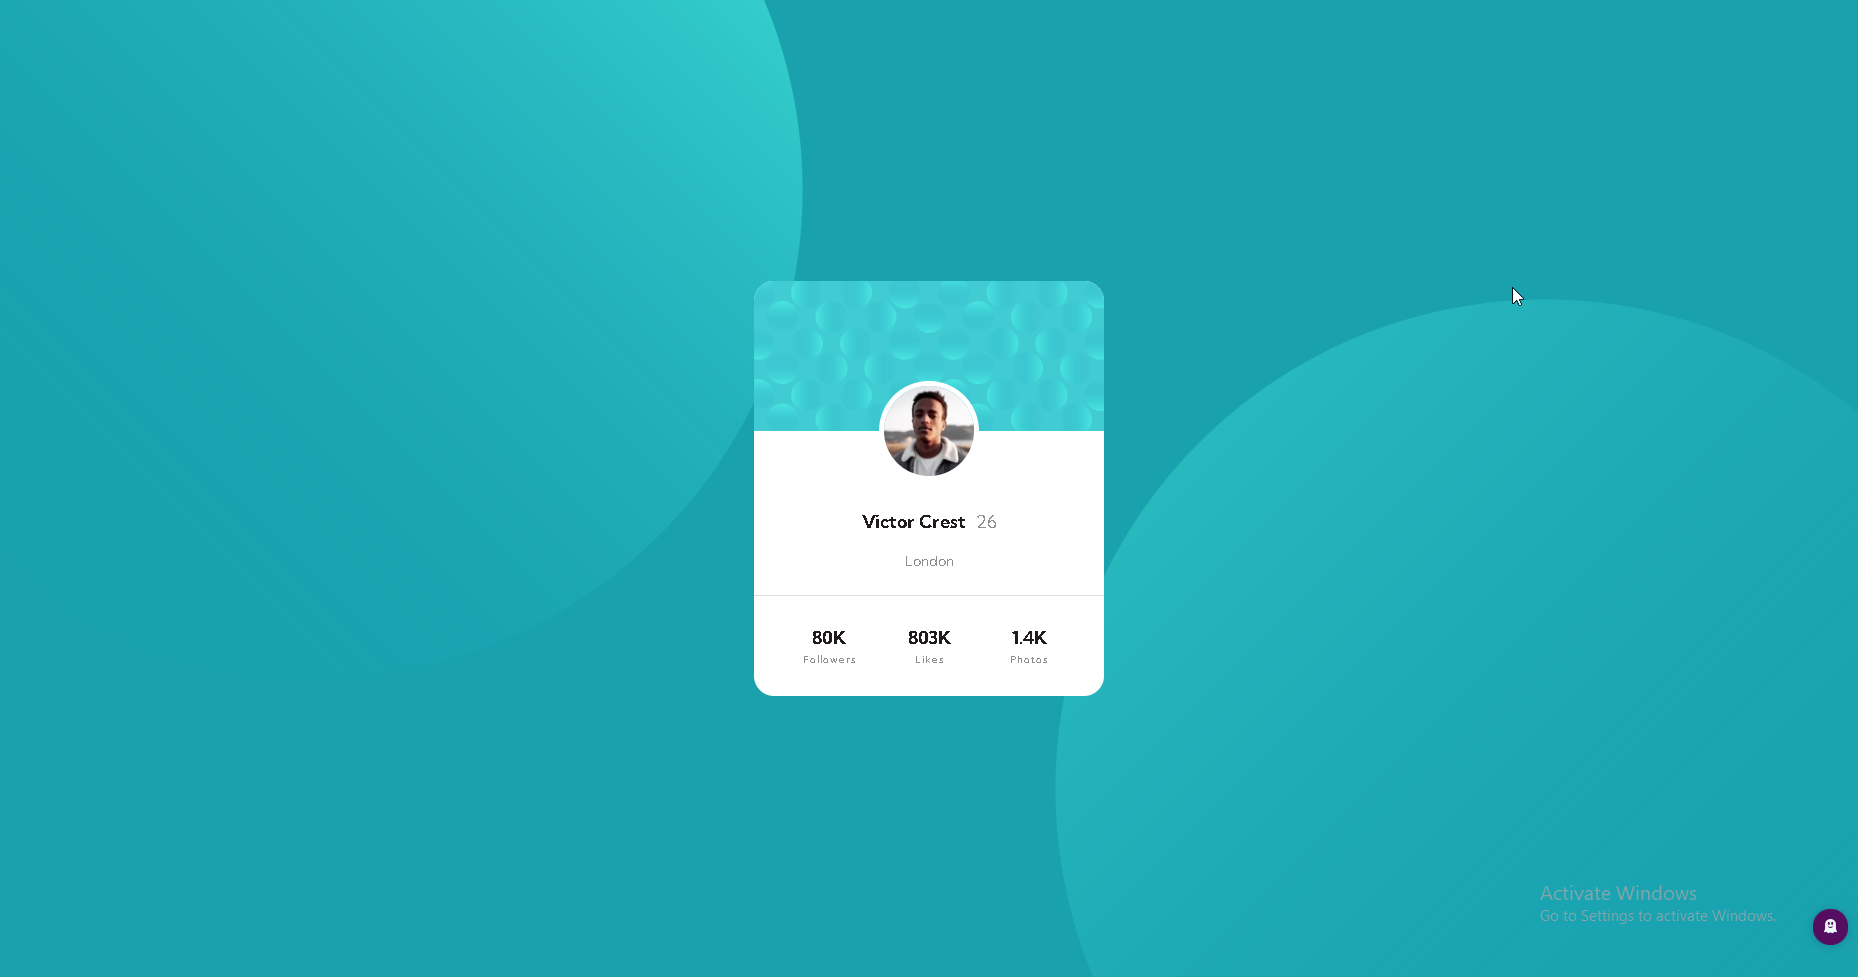 Victor Crest 26
London
80K 803K 1.4K
Followers Likes Photos
Activate Windows
Go to Settings to activate Windows.